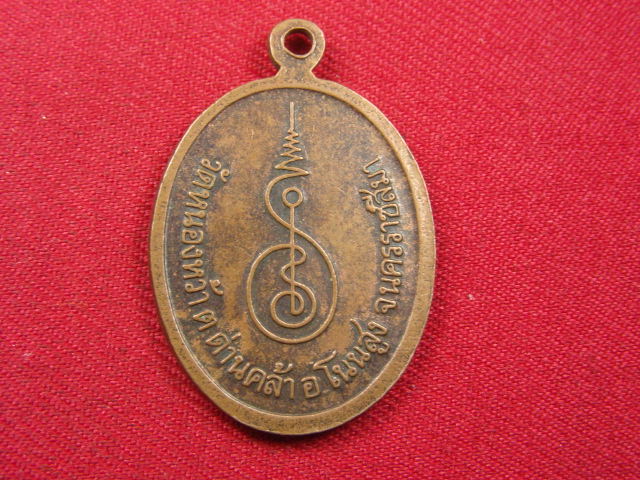 วัดหนองหว้า ต ด่านคล้า อ โนนสูง จ นครราชสีมา